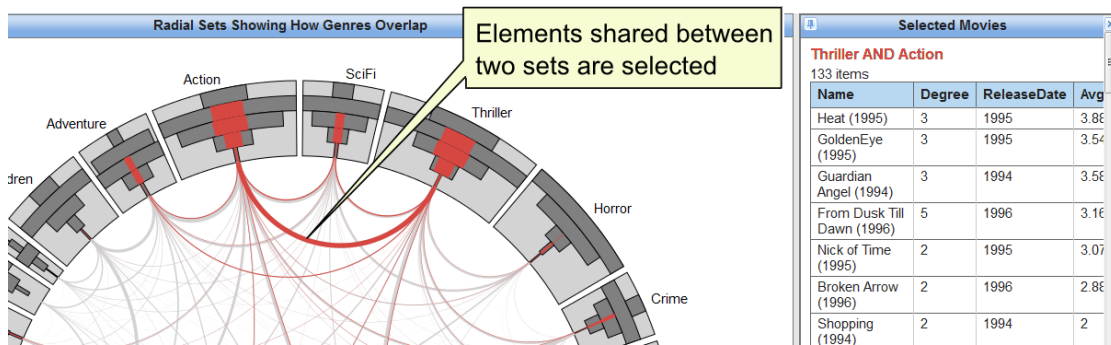 Radial Sets Showing How Genres Overlap
Elements shared between
two sets are selected
Action
SciFi
Thriller
Adventure
dren
Horror
Crime
Selected Movies
Thriller AND Action
133 items
Name Degree ReleaseDate Avg
Heat (1995) 3 1995 3.88
GoldenEye 3 1995 3.54
(1995)
Guardian 3 1994 3.58
Angel (1994)
From Dusk Till 5 1996 3.16
Dawn (1996)
Nick of Time 2 1995 3.07
(1995)
Broken Arrow 2 1996 2.88
(1996)
Shopping 2 1994 2
(1994)